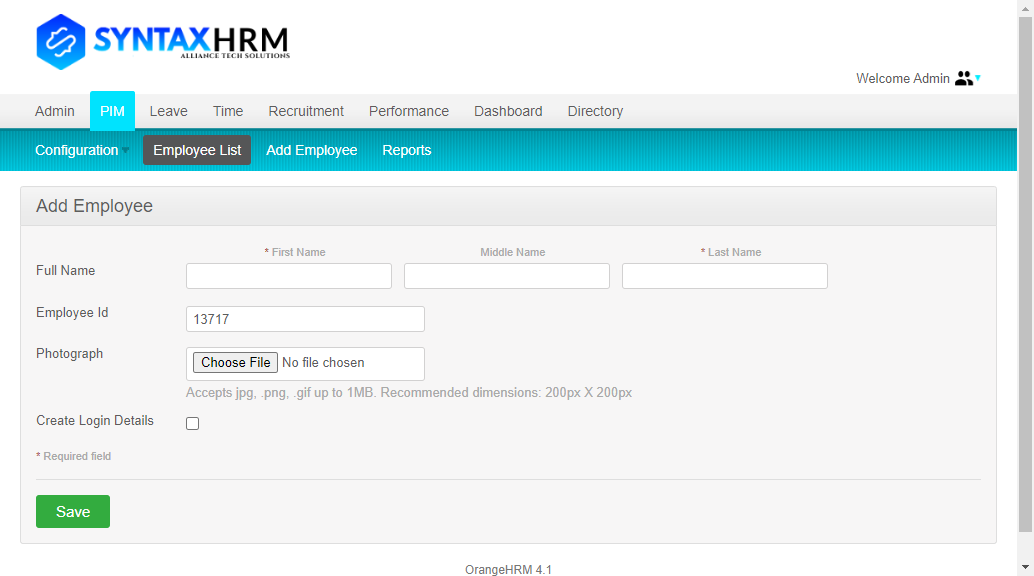 SYNTAXHRM
ALLIANCE TECH SOLUTIONS
Welcome Admin
Admin PIM Leave Time Recruitment Performance Dashboard Directory
Configuration Employee List Add Employee Reports
Add Employee
* First Name Middle Name * Last Name
Full Name
Employee Id 13717
Photograph Choose File No file chosen
Accepts jpg, .png, .gif up to 1MB. Recommended dimensions: 200px X 200px
Create Login Details
* Required field
Save
OrangeHRM 4.1